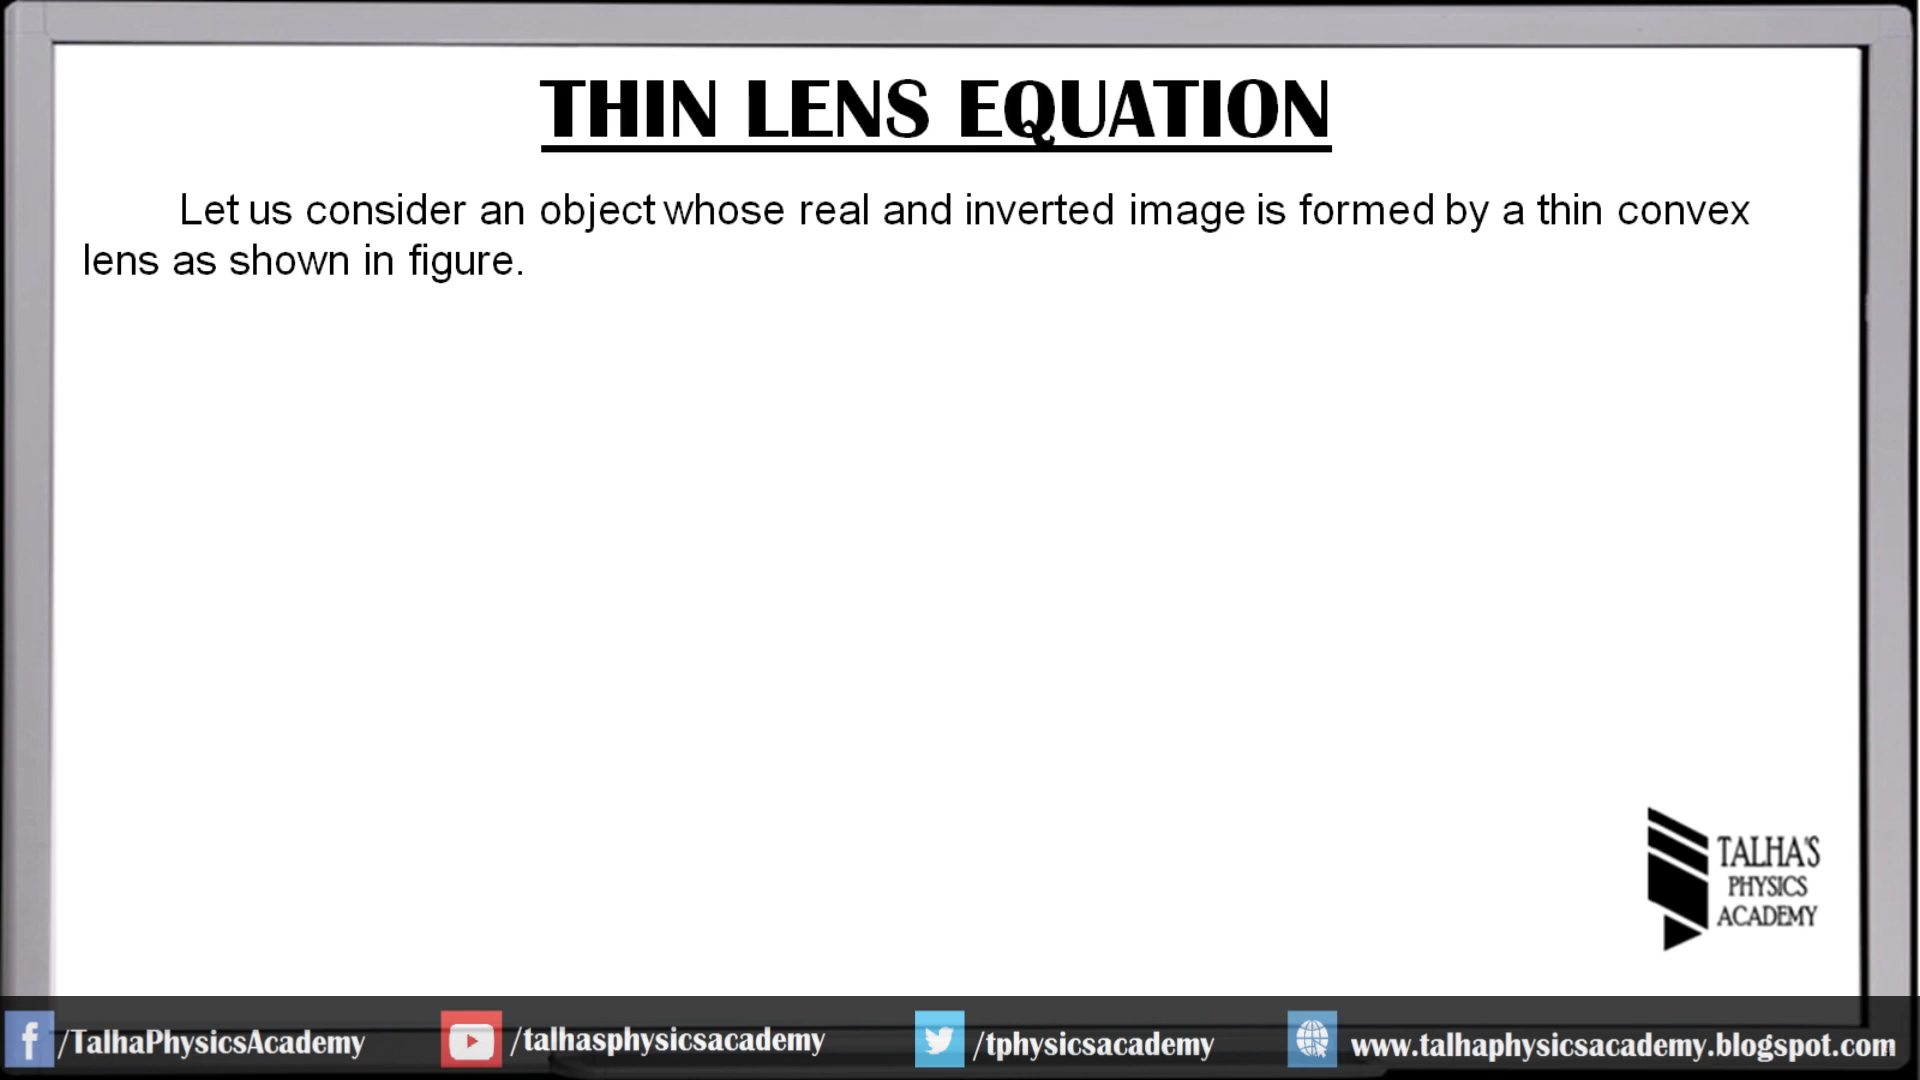 THIN LENS EQUATION
Let us consider an object whose real and inverted image is formed by a thin convex
lens as shown in figure.
TALHA'S
PHYSICS
ACADEMY
/TalhaPhysicsAcademy
/talhasphysicsacademy
/tphysicsacademy
www.talhaphysicsacademy.blogspot.com